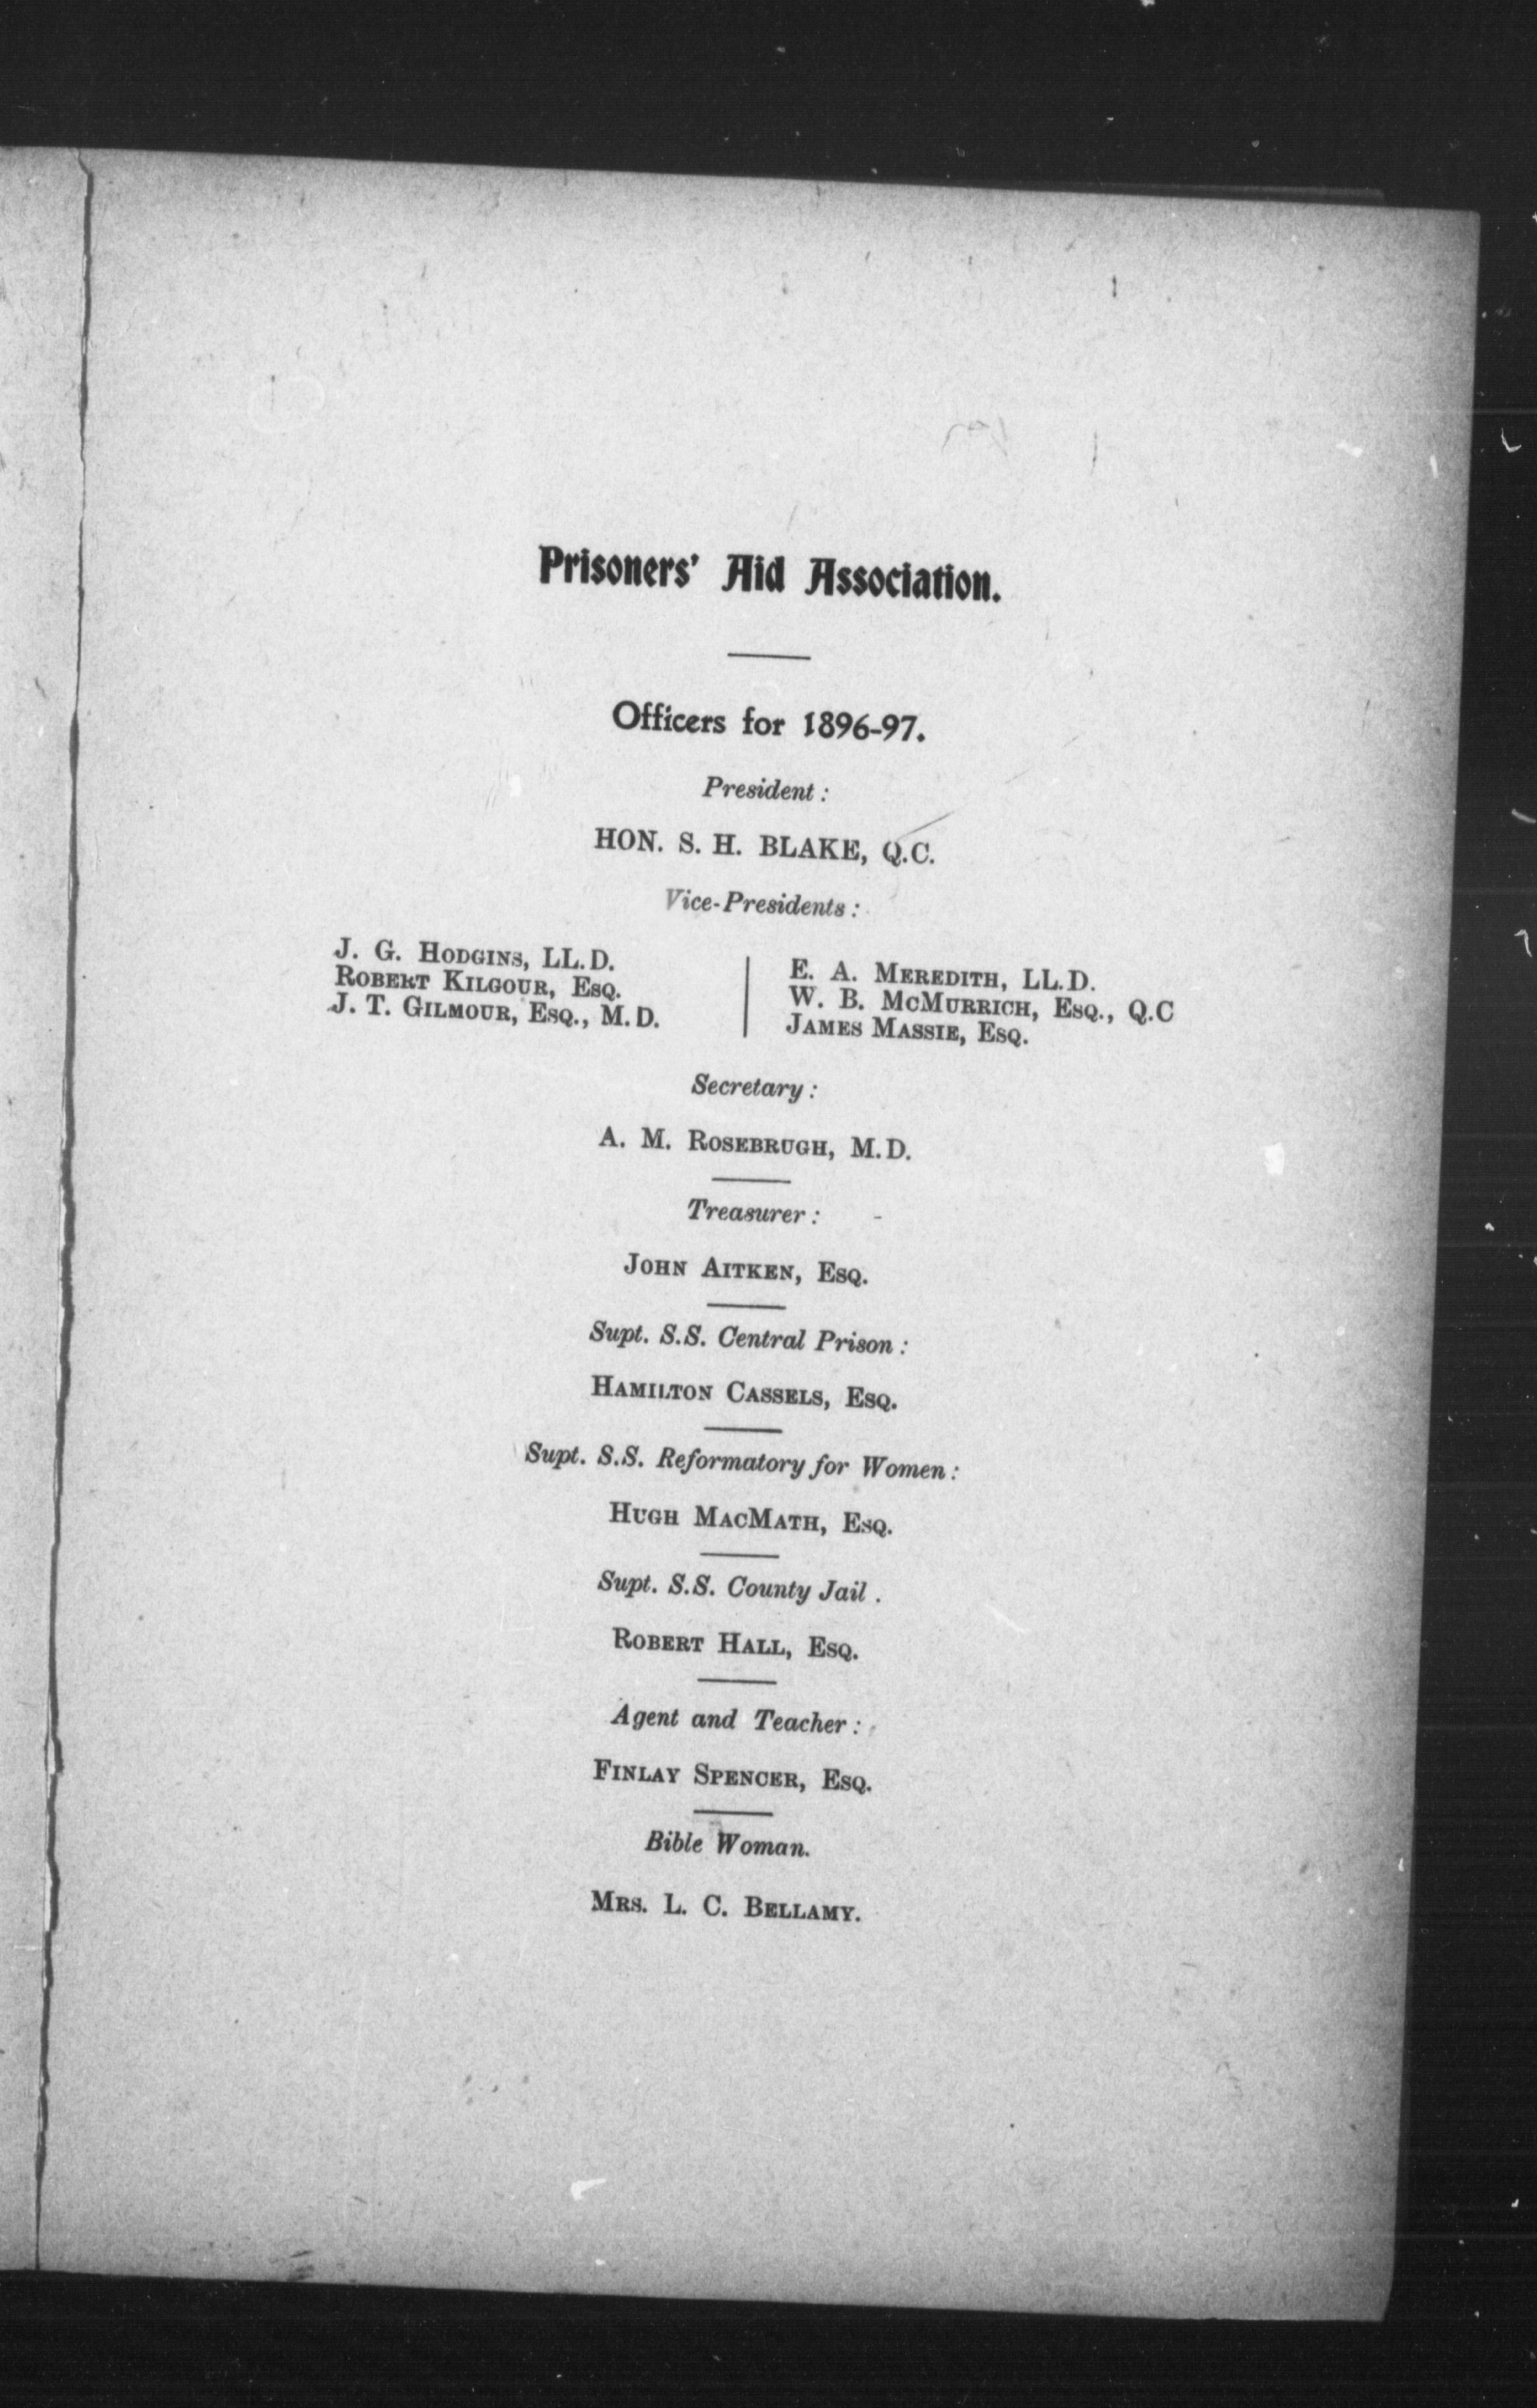 Prisoners' Aid Association.
Officers for 1896-97.
President :
HON. S. H. BLAKE, Q.C.
Vice-Presidents :
J. G. HODGINS, LL.D.
ROBERT KILGOUR, ESQ.
J. T. GILMOUR, ESQ., M.D.
E. A. MEREDITH, LL.D.
W. B. MCMURRICH, ESQ., Q.C
JAMES MASSIE, ESQ.
Secretary :
A. M. ROSEBRUGH, M.D.
Treasurer :
JOHN AITKEN, ESQ.
Supt. S.S. Central Prison :
HAMILTON CASSELS, ESQ.
Supt. S.S. Reformatory for Women :
HUGH MACMATH, ESQ.
Supt. S.S. County Jail .
ROBERT HALL, ESQ.
Agent and Teacher :
FINLAY SPENCER, ESQ.
Bible Woman.
MRS. L. C. BELLAMY.